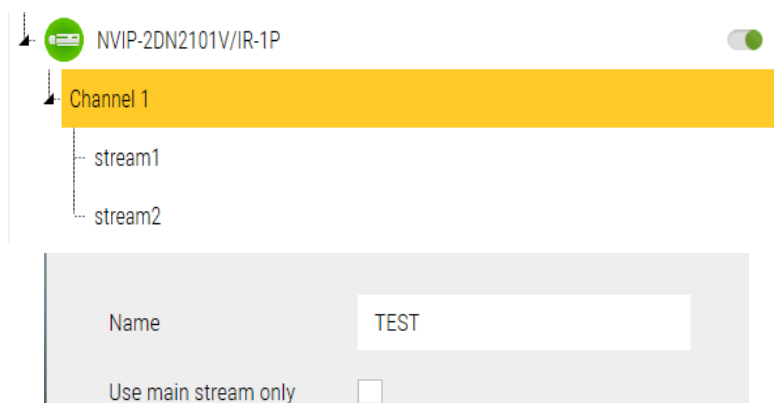 NVIP-2DN2101V/IR-1P
Channel 1
stream1
stream2
Name TEST
Use main stream only